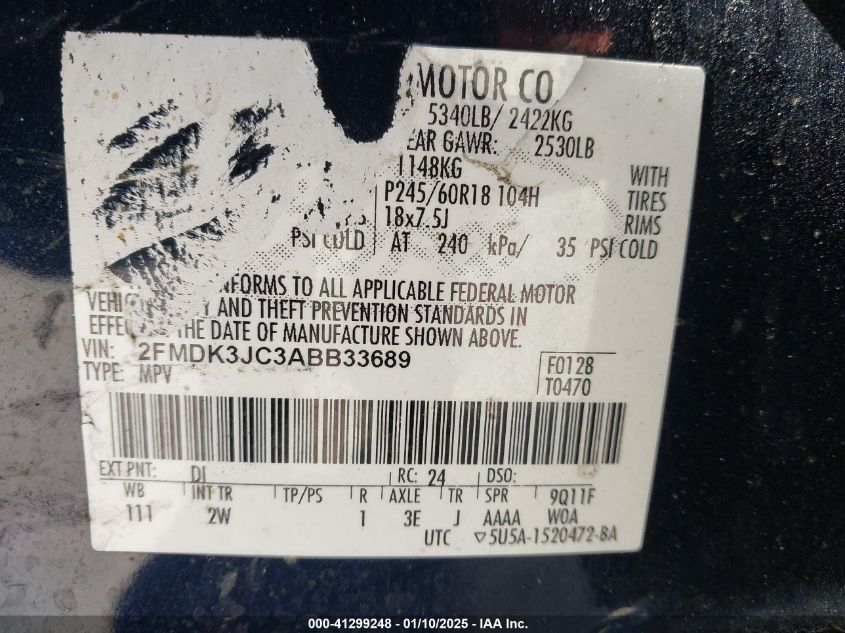 MOTOR CO
5340LB/ 2422KG
EAR GAWR: 2530LB
1148KG WITH
P245/60R18 104H TIRES
18x7.5J RIMS
PSI COLD AT 240 kPa/ 35 PSI COLD
NFORMS TO ALL APPLICABLE FEDERAL MOTOR
VEHIC Y AND THEFT PREVENTION STANDARDS IN
EFFE THE DATE OF MANUFACTURE SHOWN ABOVE.
VIN: 2FMDK3JC3ABB33689 F0128
TYPE: MPV T0470
EXT PNT: DI RC: 24 DSO:
WB INT TR TP/PS R AXLE TR SPR 9Q11F
111 2W 1 3E J AAAA WOA
UTC ▽5U5A-1520472-BA
000-41299248 - 01/10/2025 - IAA Inc.